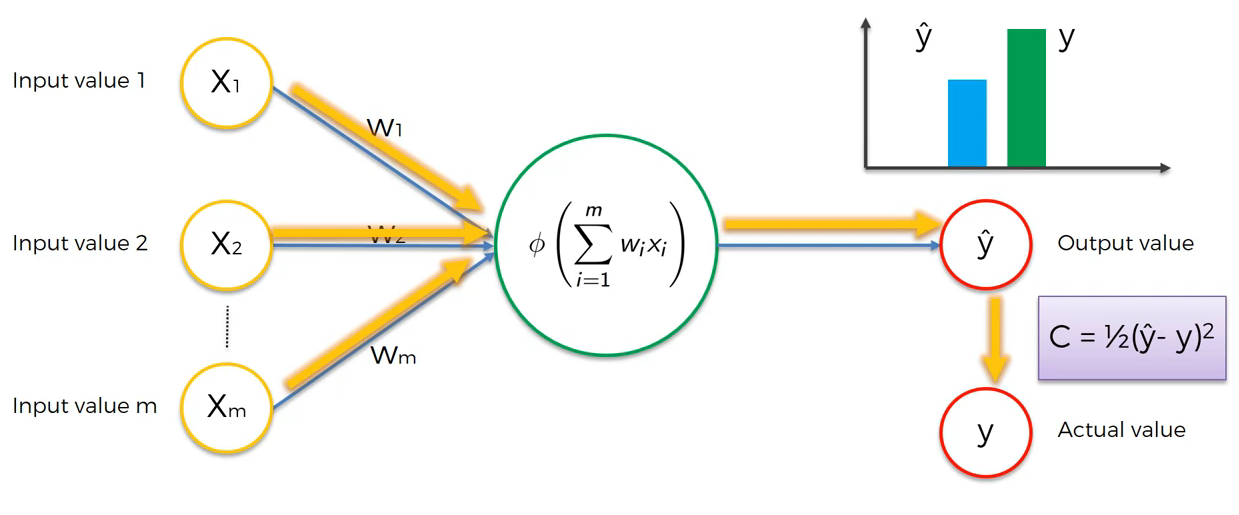 ŷ y
Input value 1 X₁
W₁
Input value 2 X₂ W₂ ϕ(∑ᵢ₌₁ᵐ wᵢxᵢ) ŷ Output value
C = ½(ŷ- y)²
Wₘ
Input value m Xₘ
y Actual value